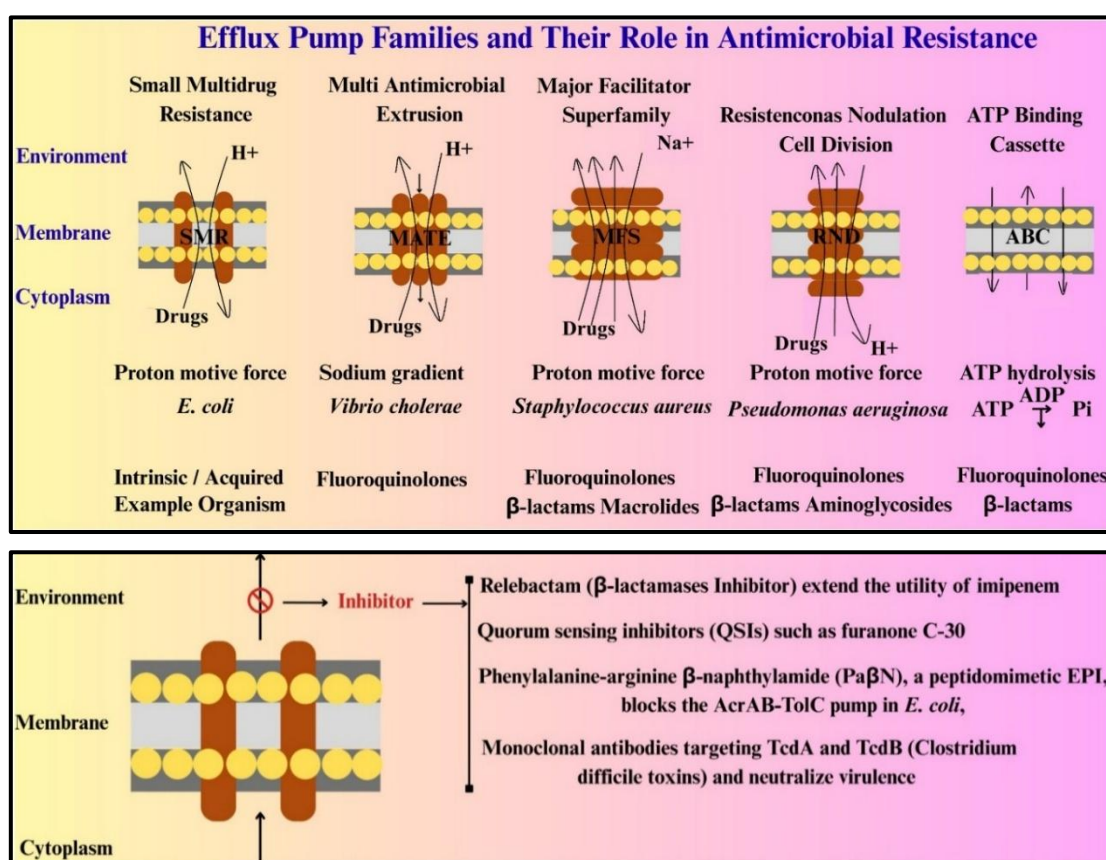 Efflux Pump Families and Their Role in Antimicrobial Resistance
Small Multidrug
Resistance
Multi Antimicrobial
Extrusion
Major Facilitator
Superfamily
Resistenconas Nodulation
Cell Division
ATP Binding
Cassette
Environment
H+
H+
Na+
Membrane
SMR
MATE
MFS
RND
ABC
Cytoplasm
Drugs
Drugs
Drugs
Drugs
H+
Proton motive force
E. coli
Sodium gradient
Vibrio cholerae
Proton motive force
Staphylococcus aureus
Proton motive force
Pseudomonas aeruginosa
ATP hydrolysis
ADP
ATP → Pi
Intrinsic / Acquired
Example Organism
Fluoroquinolones
Fluoroquinolones
β-lactams Macrolides
Fluoroquinolones
β-lactams Aminoglycosides
Fluoroquinolones
β-lactams
Environment
Membrane
Cytoplasm
Inhibitor
Relebactam (β-lactamases Inhibitor) extend the utility of imipenem
Quorum sensing inhibitors (QSIs) such as furanone C-30
Phenylalanine-arginine β-naphthylamide (PaβN), a peptidomimetic EPI,
blocks the AcrAB-TolC pump in E. coli,
Monoclonal antibodies targeting TcdA and TcdB (Clostridium
difficile toxins) and neutralize virulence